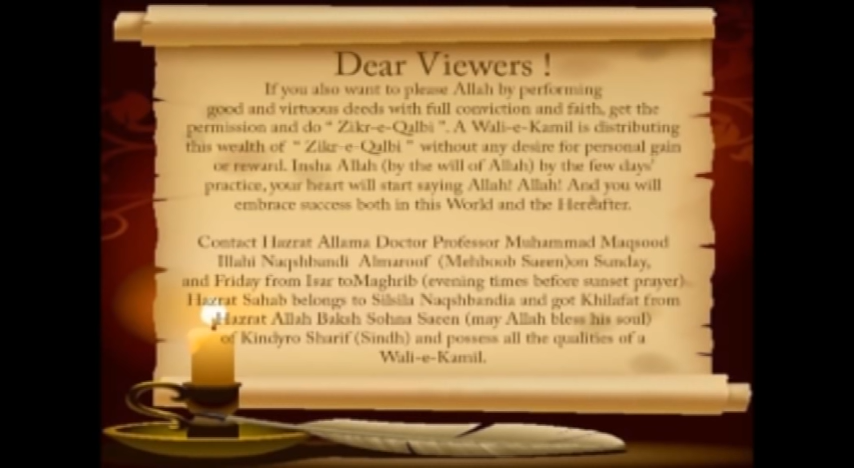 Dear Viewers !
If you also want to please Allah by performing
good and virtuous deeds with full conviction and faith, get the
permission and do “ Zikr-e-Qalbi ”. A Wali-e-Kamil is distributing
this wealth of “ Zikr-e-Qalbi ” without any desire for personal gain
or reward. Insha Allah (by the will of Allah) by the few days'
practice, your heart will start saying Allah! Allah! And you will
embrace success both in this World and the Hereafter.
Contact Hazrat Allama Doctor Professor Muhammad Maqsood
Illahi Naqshbandi Almaroof (Mehboob Saeen)on Sunday,
and Friday from Isar toMaghrib (evening times before sunset prayer)
Hazrat Sahab belongs to Silsila Naqshbandia and got Khilafat from
Hazrat Allah Baksh Sohna Saeen (may Allah bless his soul)
of Kindyro Sharif (Sindh) and possess all the qualities of a
Wali-e-Kamil.